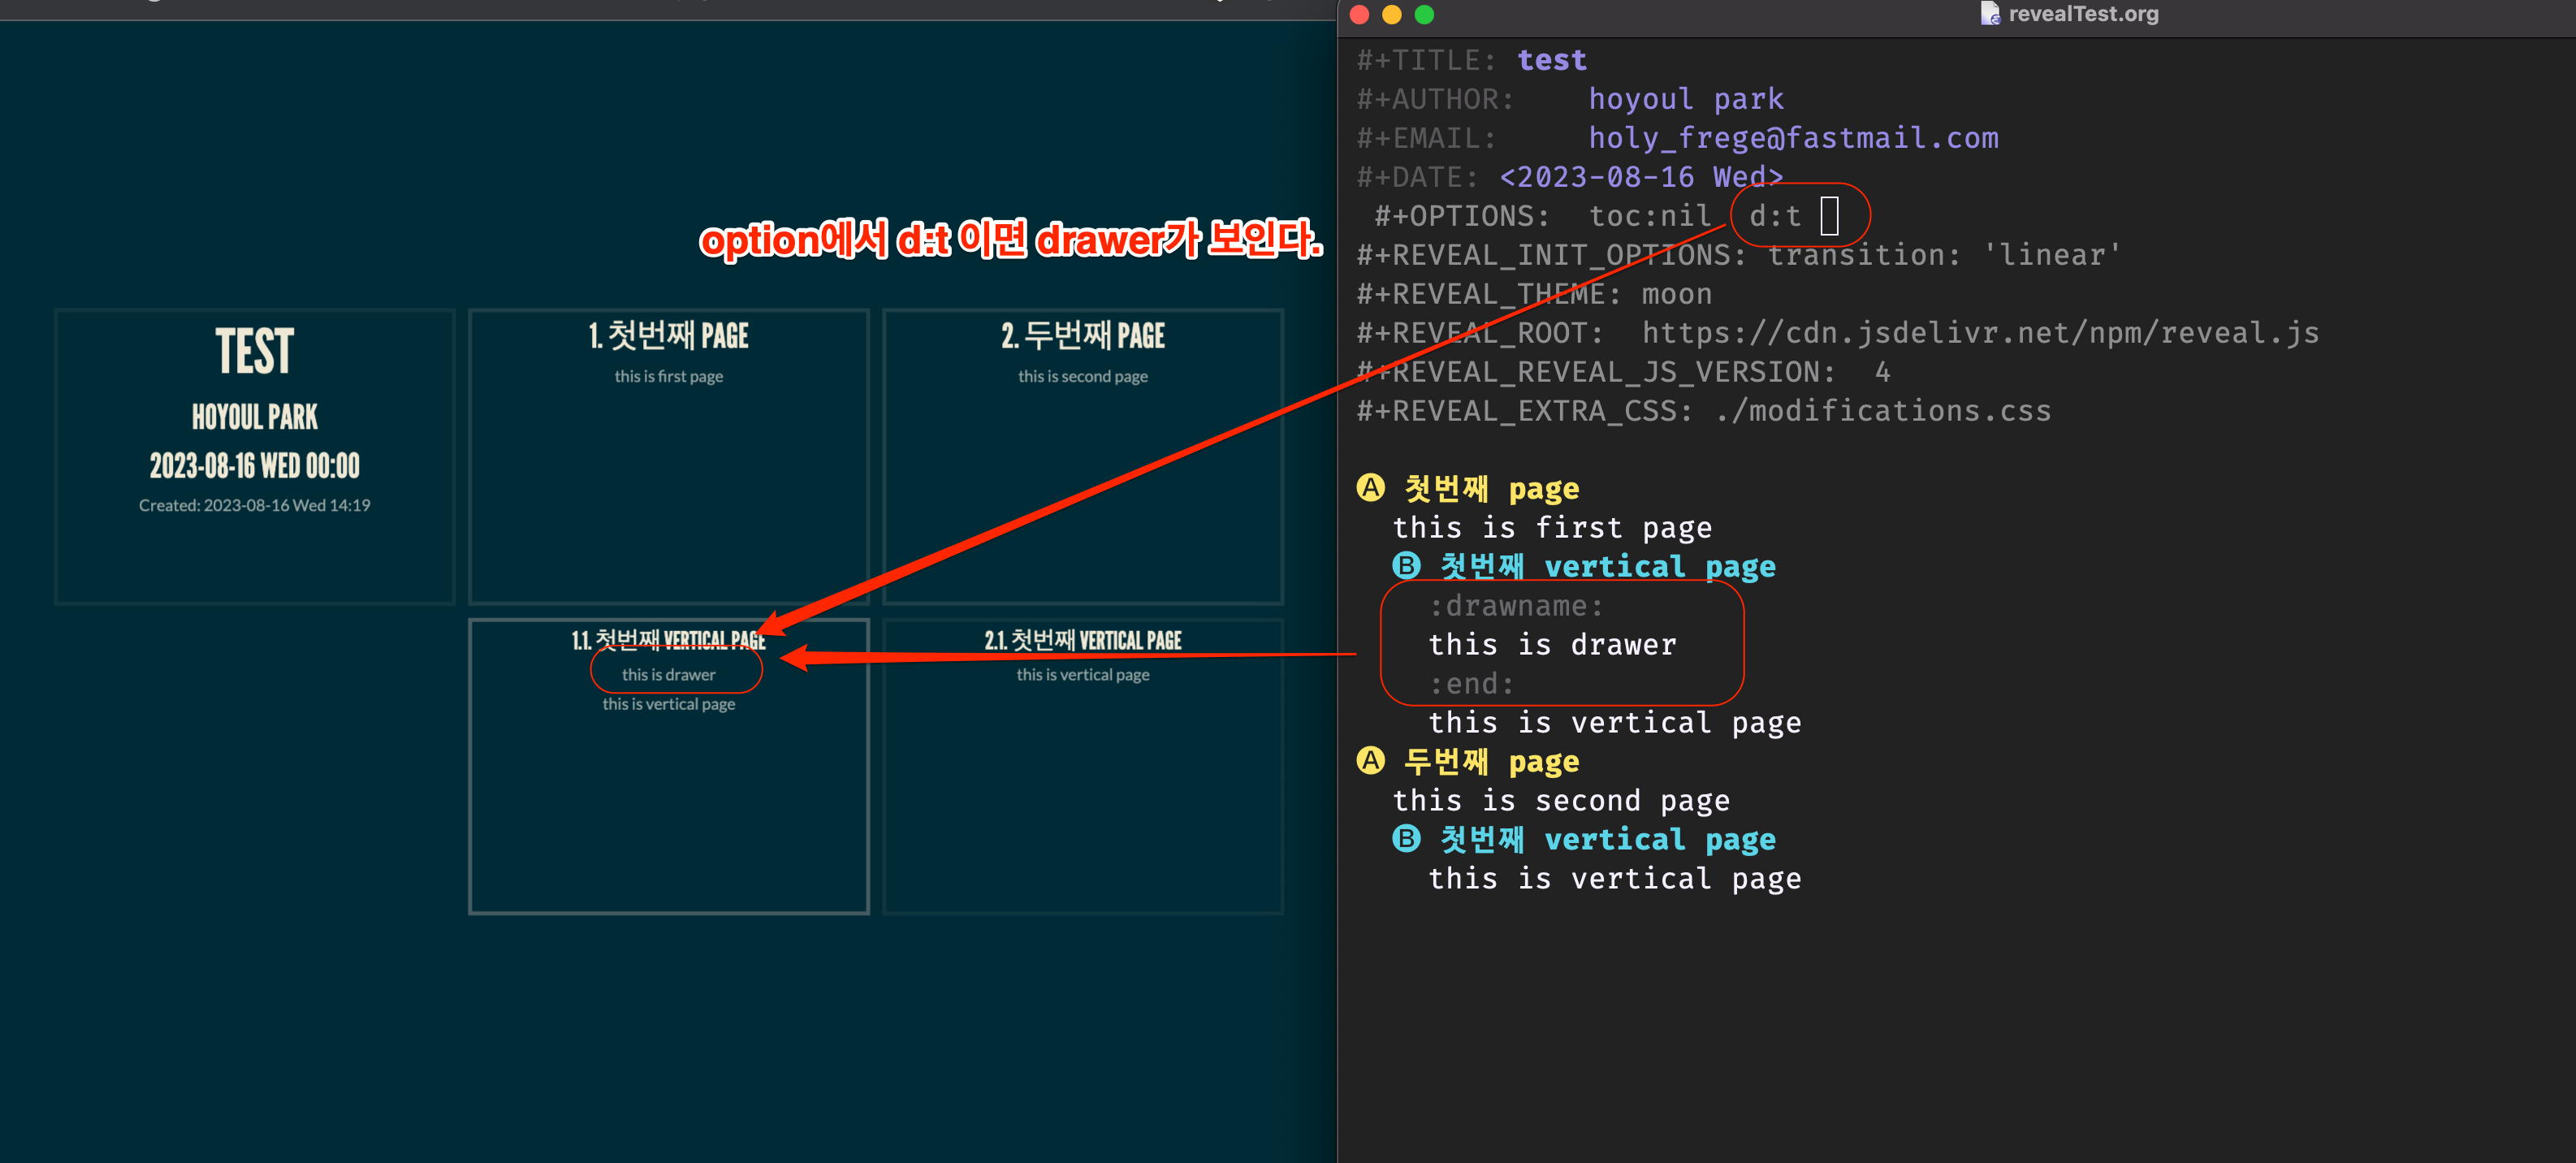 option에서 d:t 이면 drawer가 보인다.
TEST
HOYOUL PARK
2023-08-16 WED 00:00
Created: 2023-08-16 Wed 14:19
1. 첫번째 PAGE
this is first page
2. 두번째 PAGE
this is second page
1.1. 첫번째 VERTICAL PAGE
this is drawer
this is vertical page
2.1. 첫번째 VERTICAL PAGE
this is vertical page
revealTest.org
#+TITLE: test
#+AUTHOR: hoyoul park
#+EMAIL: holy_frege@fastmail.com
#+DATE: <2023-08-16 Wed>
#+OPTIONS: toc:nil d:t
#+REVEAL_INIT_OPTIONS: transition: 'linear'
#+REVEAL_THEME: moon
#+REVEAL_ROOT: https://cdn.jsdelivr.net/npm/reveal.js
#+REVEAL_REVEAL_JS_VERSION: 4
#+REVEAL_EXTRA_CSS: ./modifications.css
A 첫번째 page
this is first page
B 첫번째 vertical page
:drawname:
this is drawer
:end:
this is vertical page
A 두번째 page
this is second page
B 첫번째 vertical page
this is vertical page